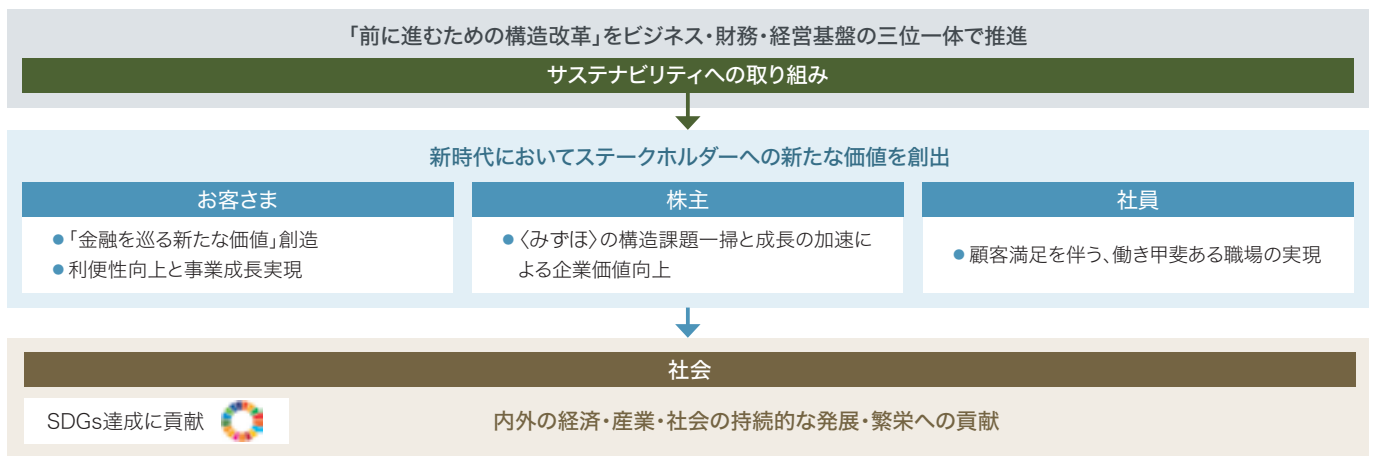 「前に進むための構造改革」をビジネス・財務・経営基盤の三位一体で推進
サステナビリティへの取り組み
新時代においてステークホルダーへの新たな価値を創出
お客さま
●「金融を巡る新たな価値」創造
●利便性向上と事業成長実現
株主
●〈みずほ〉の構造課題一掃と成長の加速に
よる企業価値向上
社員
●顧客満足を伴う、働き甲斐ある職場の実現
社会
SDGs達成に貢献
内外の経済・産業・社会の持続的な発展・繁栄への貢献